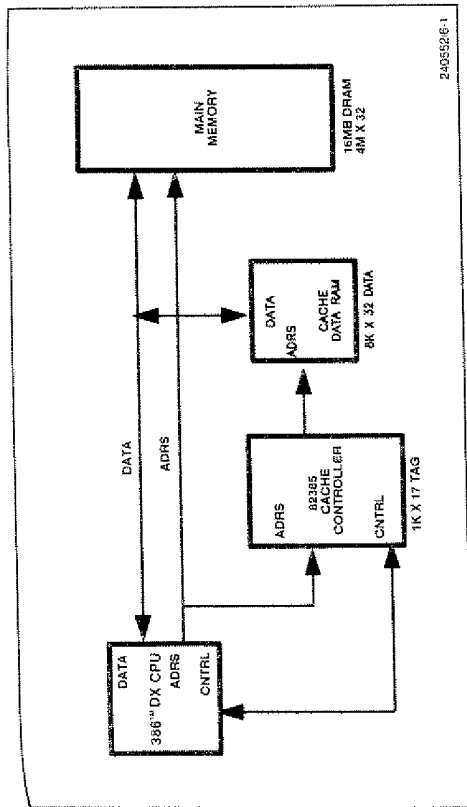 DATA
386™ DX CPU
ADRS
CNTRL
DATA
ADRS
ADRS
82385
CACHE
CONTROLLER
CNTRL
1K X 17 TAG
DATA
ADRS
CACHE
DATA RAM
8K X 32 DATA
MAIN
MEMORY
16MB DRAM
4M X 32
240552I6-1